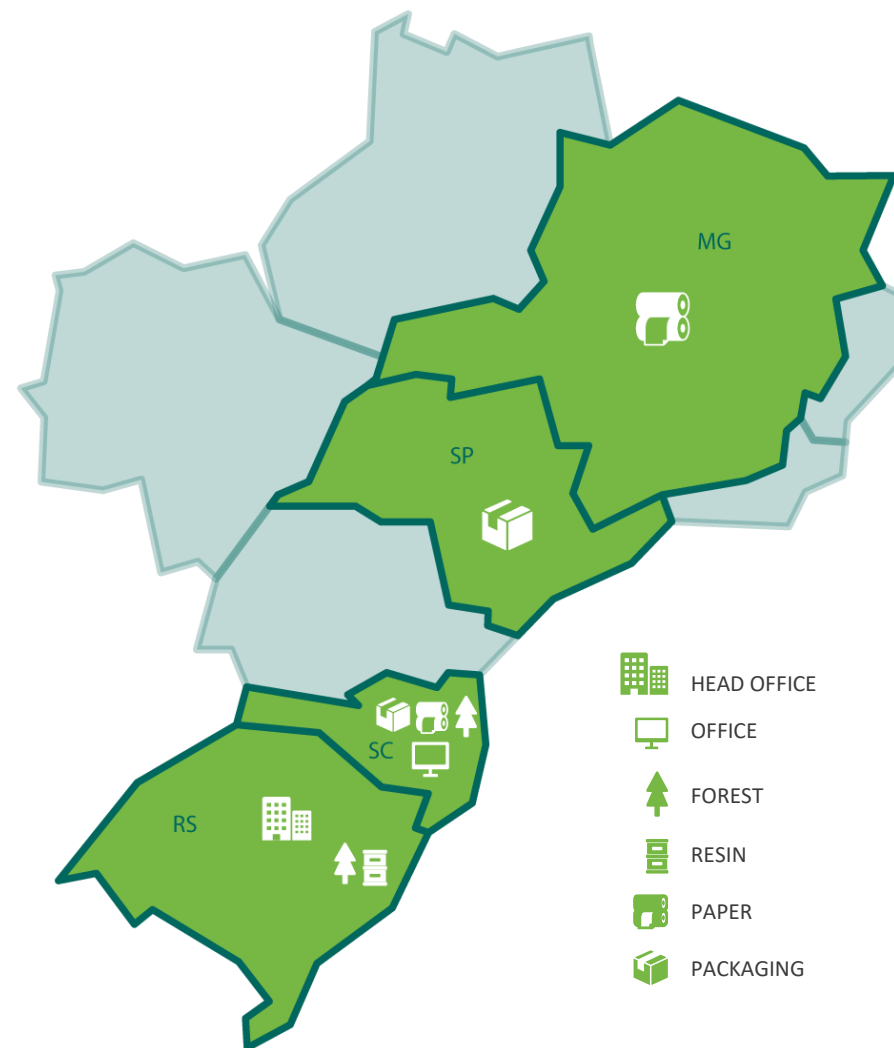 MG
SP
SC
RS
HEAD OFFICE
OFFICE
FOREST
RESIN
PAPER
PACKAGING